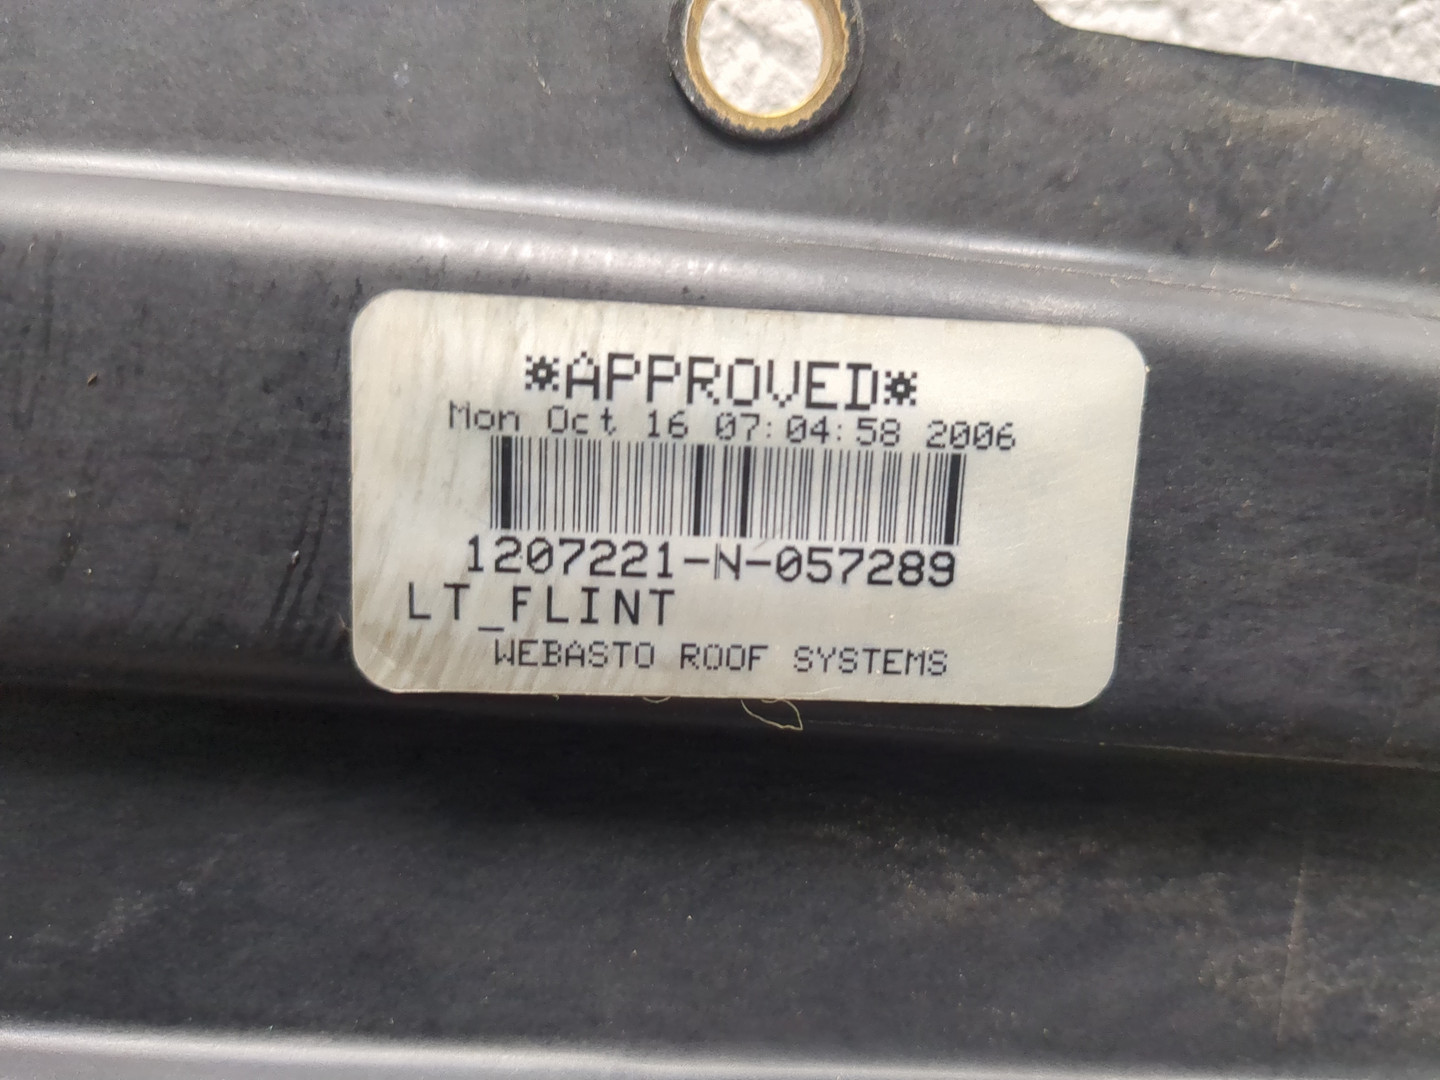 *APPROVED*
Mon Oct 16 07:04:58 2006
1207221-N-057289
LT_FLINT
WEBASTO ROOF SYSTEMS